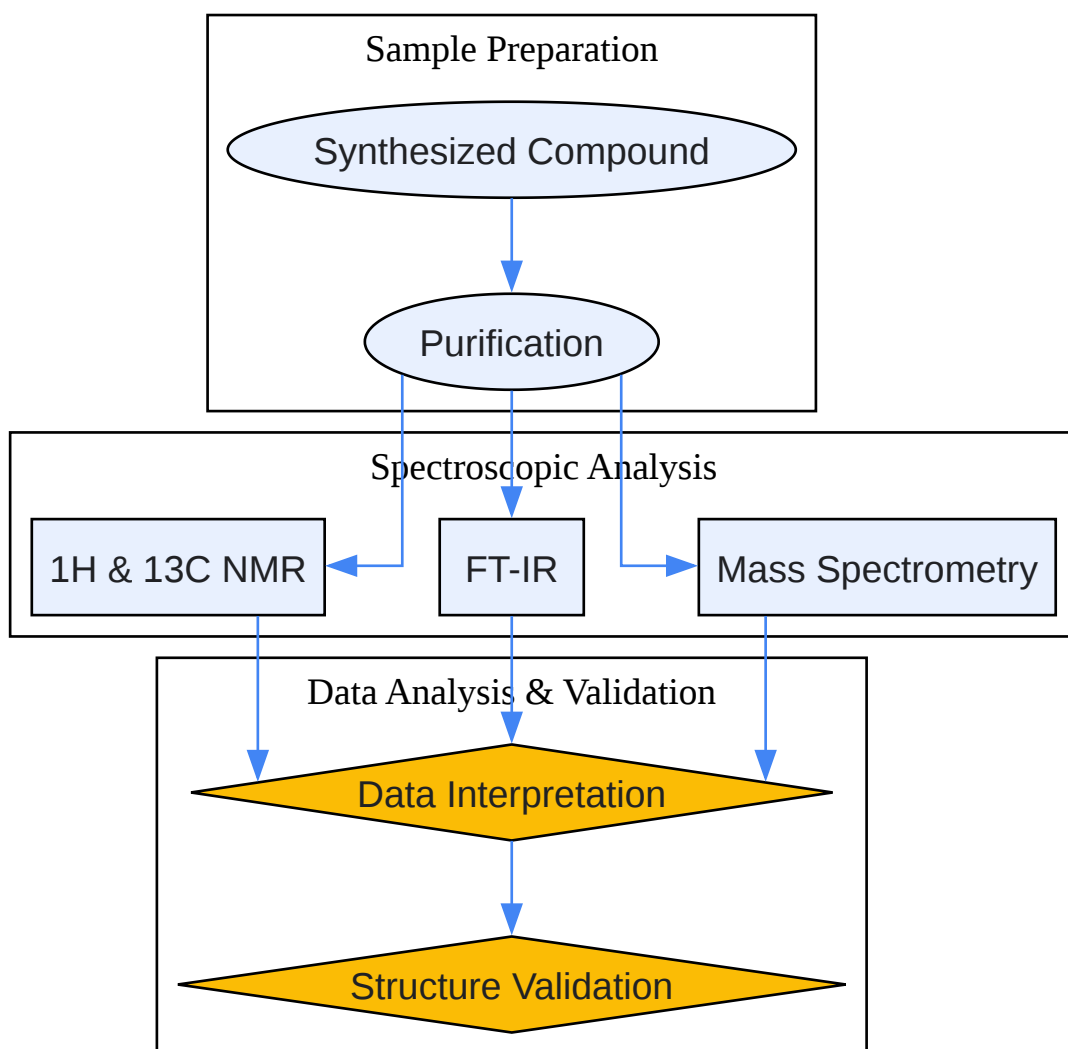 Sample Preparation
Synthesized Compound
Purification
Spectroscopic Analysis
1H & 13C NMR
FT-IR
Mass Spectrometry
Data Analysis & Validation
Data Interpretation
Structure Validation